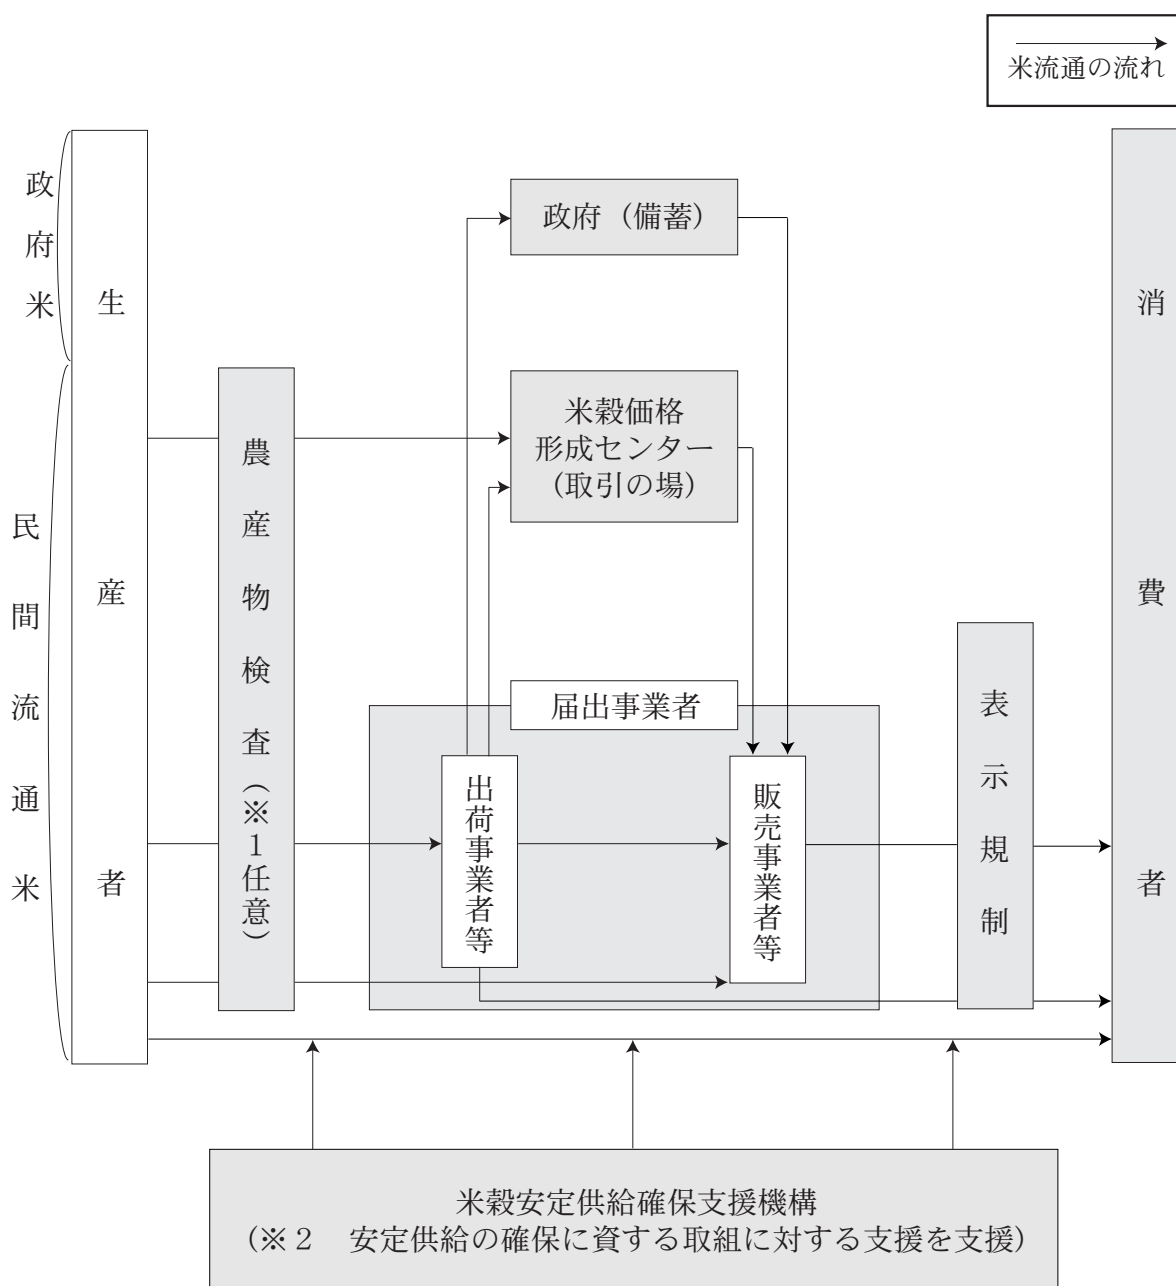 米流通の流れ
政府米
民間流通米
生産者
農産物検査(※1任意)
政府（備蓄）
米穀価格
形成センター
（取引の場）
届出事業者
出荷事業者等
販売事業者等
表示規制
消費者
米穀安定供給確保支援機構
（※２　安定供給の確保に資する取組に対する支援を支援）